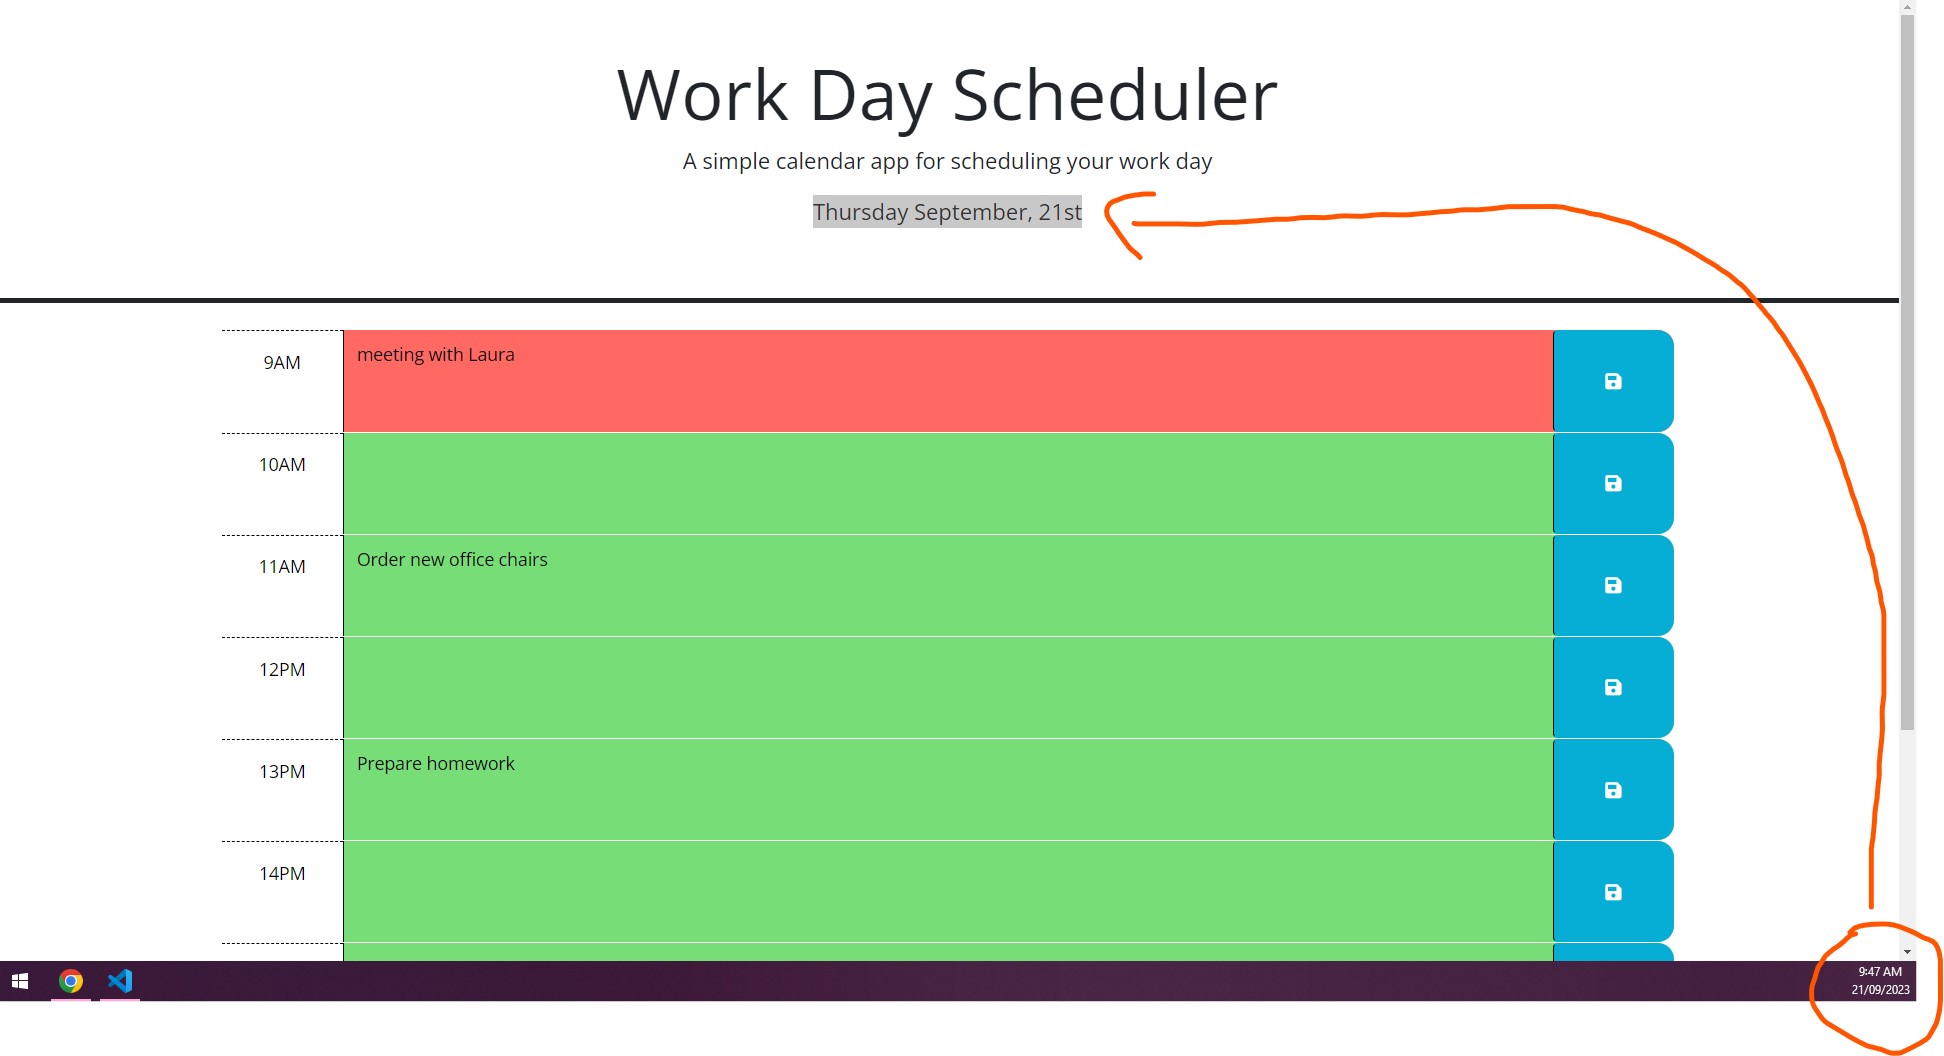 Work Day Scheduler
A simple calendar app for scheduling your work day
Thursday September, 21st
9AM meeting with Laura
10AM
11AM Order new office chairs
12PM
13PM Prepare homework
14PM
9:47 AM
21/09/2023